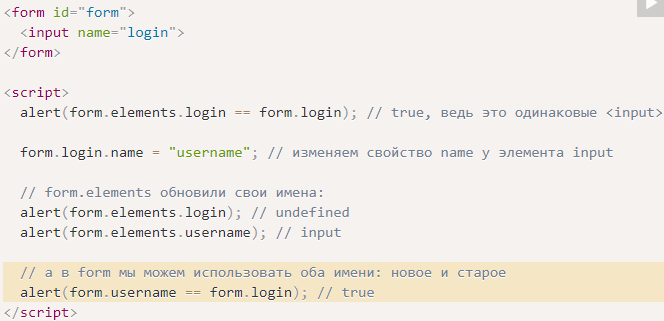 <form id="form">
  <input name="login">
</form>

<script>
  alert(form.elements.login == form.login); // true, ведь это одинаковые <input>

  form.login.name = "username"; // изменяем свойство name у элемента input

  // form.elements обновили свои имена:
  alert(form.elements.login); // undefined
  alert(form.elements.username); // input

  // а в form мы можем использовать оба имени: новое и старое
  alert(form.username == form.login); // true
</script>